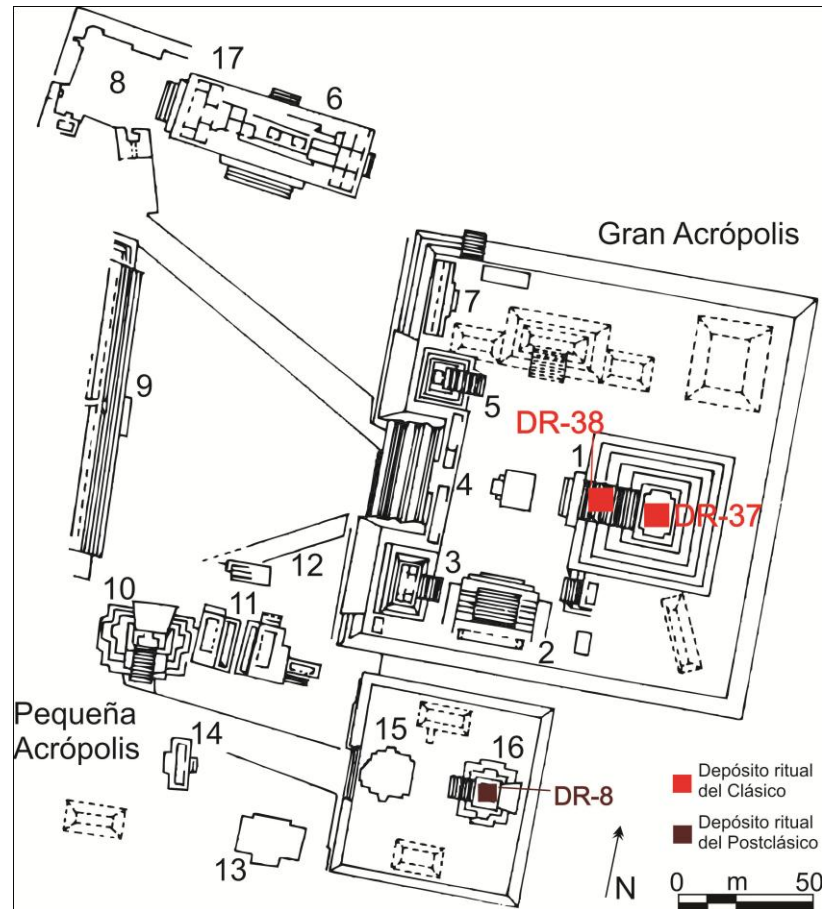 17
8
6
Gran Acrópolis
7
9
5
DR-38
1
4
DR-37
12
3
10
11
2
Pequeña
Acrópolis
14
15
16
DR-8
13
Depósito ritual
del Clásico
Depósito ritual
del Postclásico
N
0 m 50